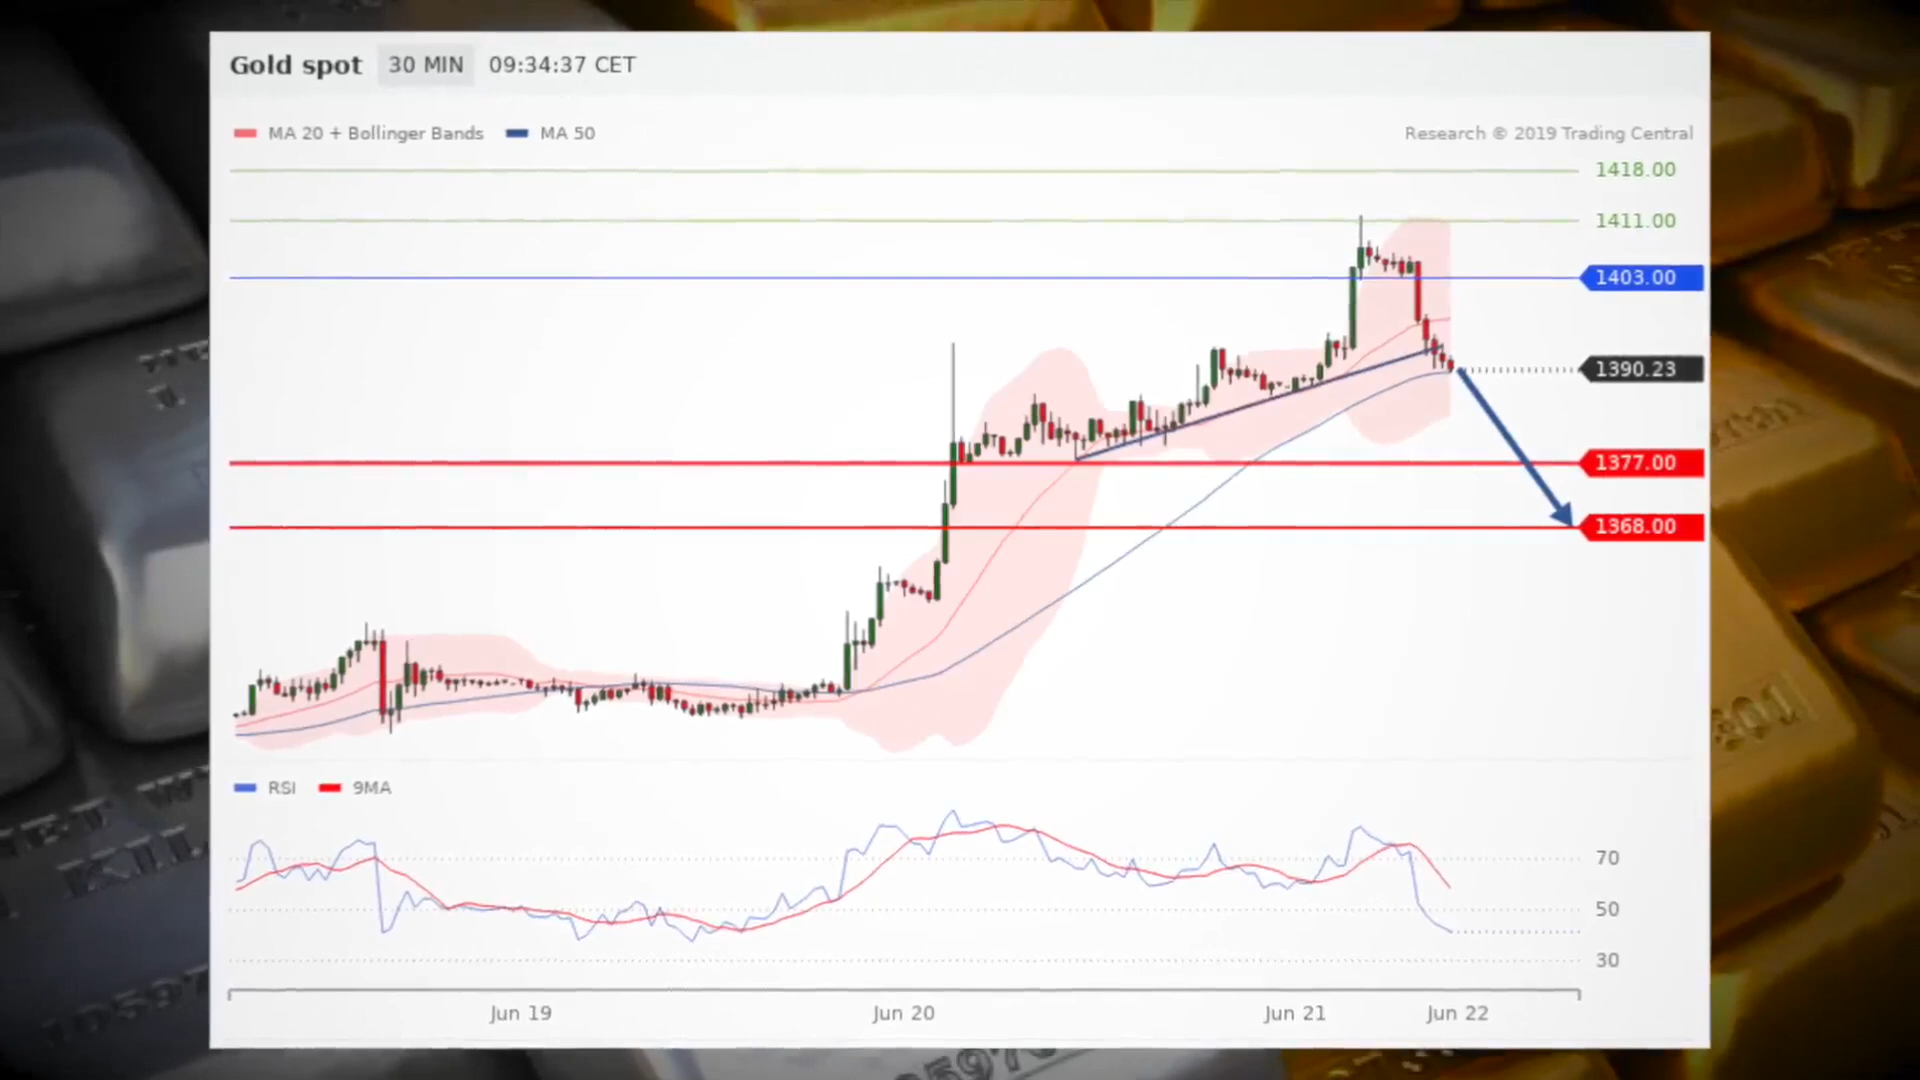 Gold spot 30 MIN 09:34:37 CET
MA 20 + Bollinger Bands MA 50
Research © 2019 Trading Central
1418.00
1411.00
1403.00
1390.23
1377.00
1368.00
RSI 9MA
70
50
30
Jun 19 Jun 20 Jun 21 Jun 22